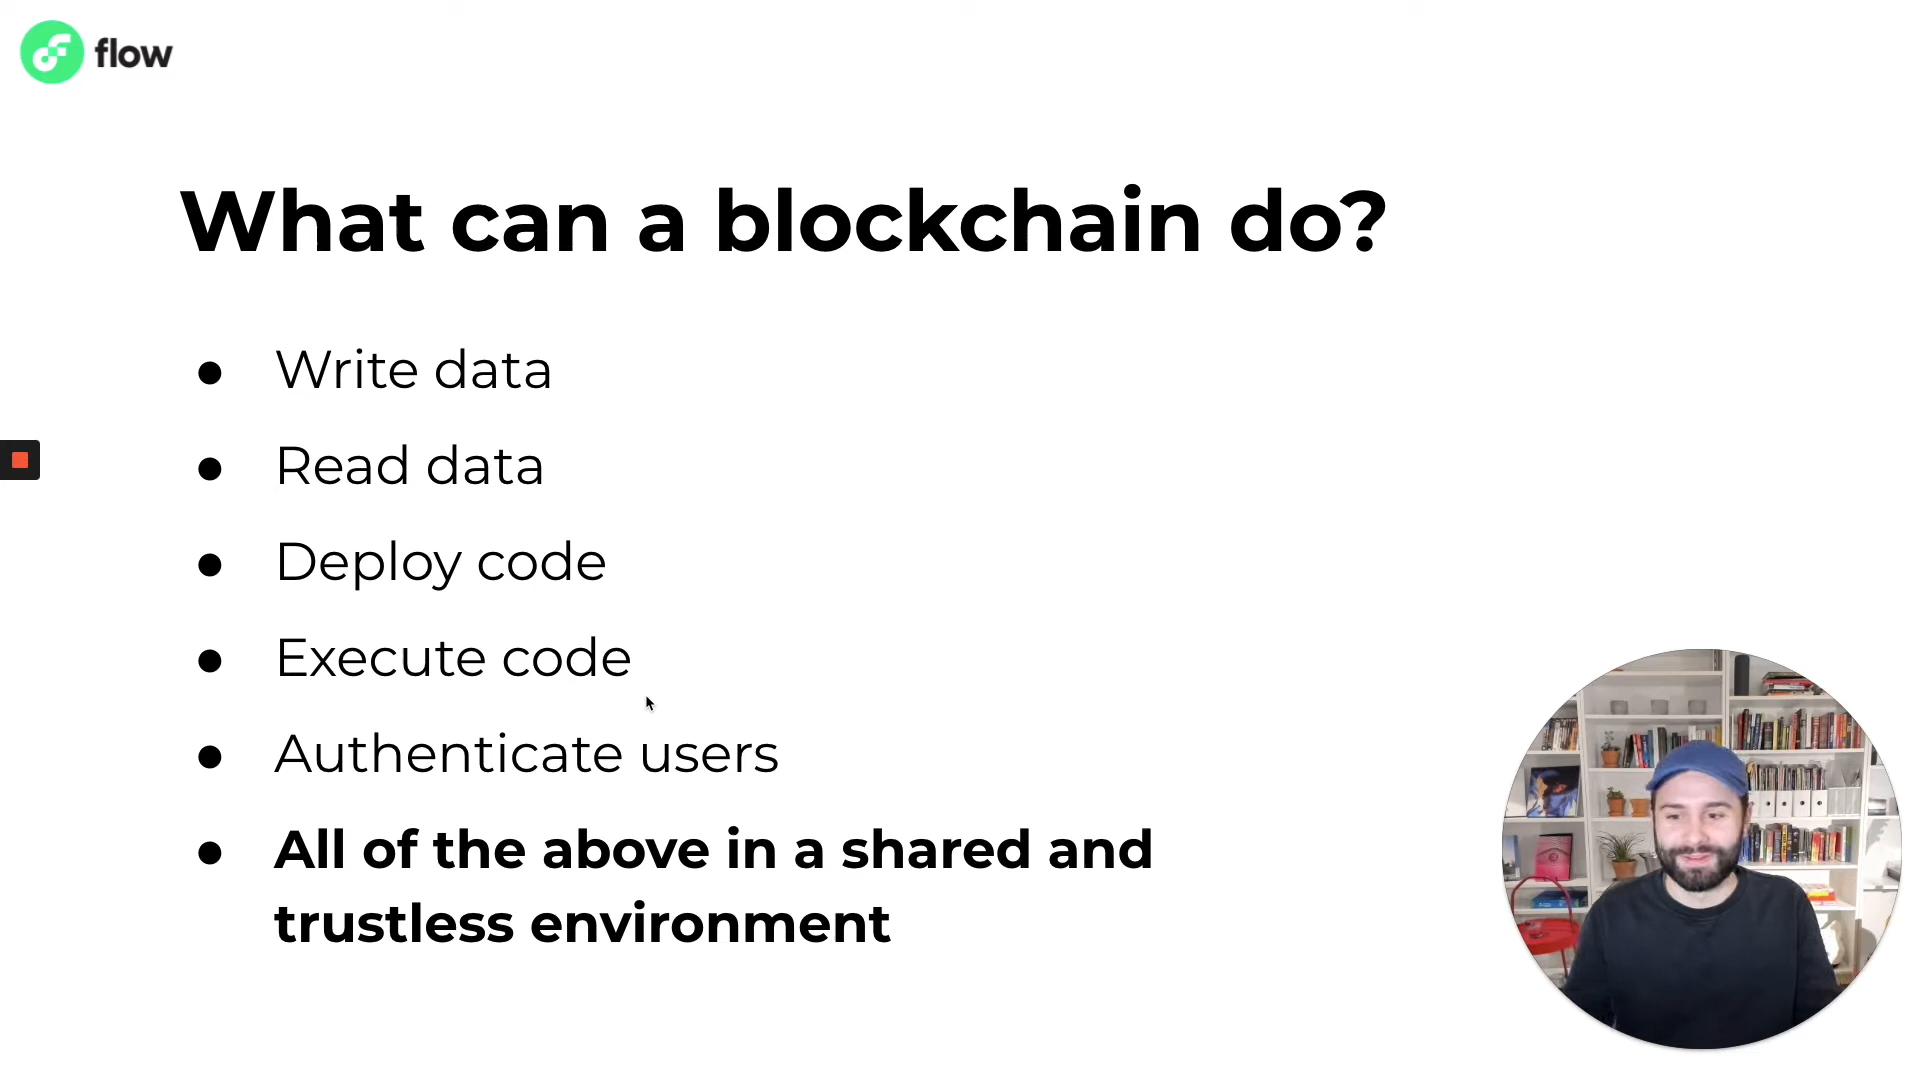 flow
What can a blockchain do?
● Write data
● Read data
● Deploy code
● Execute code
● Authenticate users
● All of the above in a shared and
trustless environment